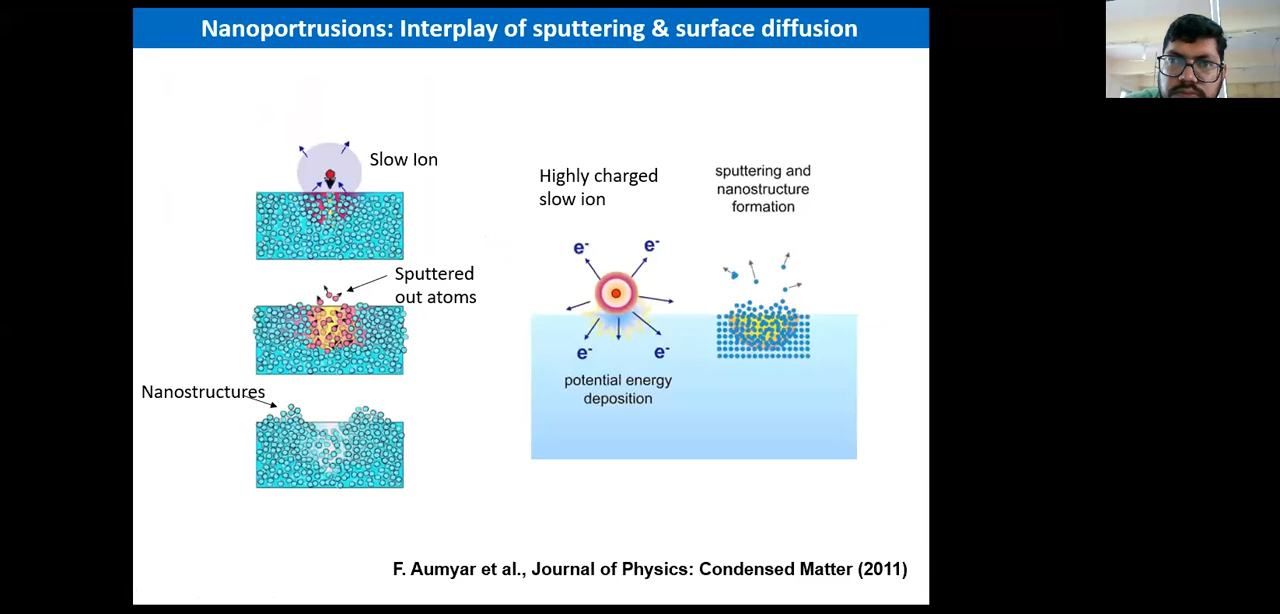 Nanoportrusions: Interplay of sputtering & surface diffusion
Slow Ion
Sputtered
out atoms
Nanostructures
Highly charged
slow ion
e-
e-
e-
e-
potential energy
deposition
sputtering and
nanostructure
formation
F. Aumyar et al., Journal of Physics: Condensed Matter (2011)